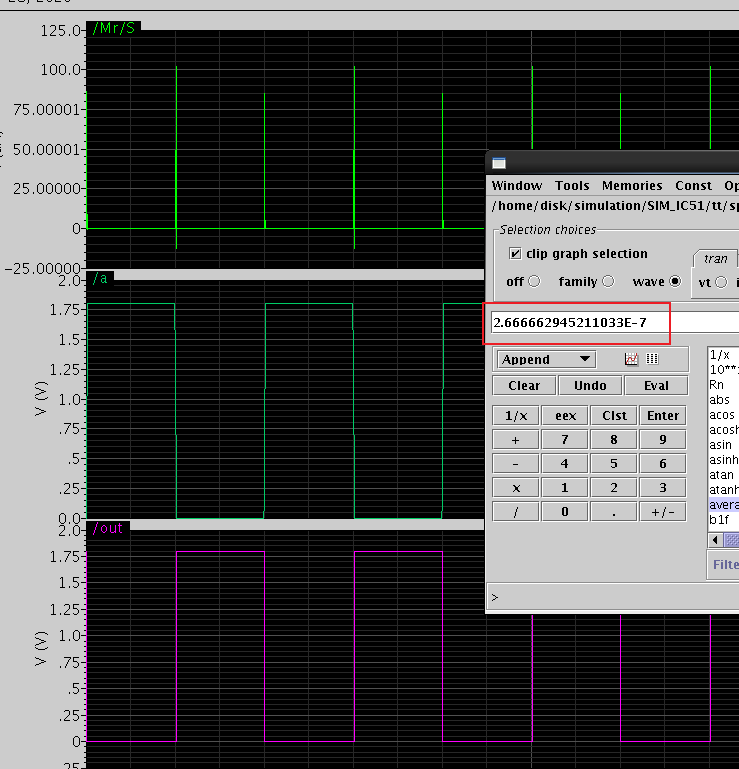 /Mr/S
125.0
100.0
75.00001
50.00001
25.00000
0
−25.00000
/a
2.0
1.75
1.5
1.25
1.0
.75
.5
.25
0.0
V (V)
/out
2.0
1.75
1.5
1.25
1.0
.75
.5
.25
0
.25
V (V)
Window Tools Memories Const Op
/home/disk/simulation/SIM_IC51/tt/sp
Selection choices
clip graph selection
off family wave
tran
vt
2.666662945211033E-7
Append
Clear Undo Eval
1/x eex Clst Enter
+ 7 8 9
- 4 5 6
x 1 2 3
/ 0 . +/-
1/x
10**
Rn
abs
acos
acosh
asin
asinh
atan
atanh
avera
b1f
Filte
>